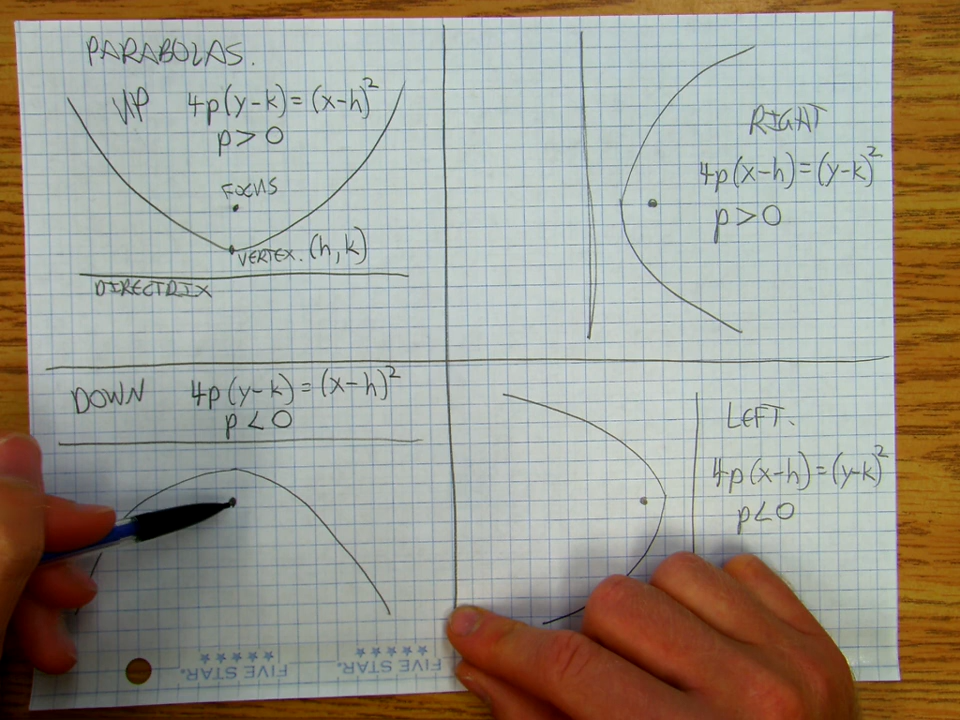 PARABOLAS.
UP 4p(y-k) = (x-h)²
p > 0
FOCUS
VERTEX. (h, k)
DIRECTRIX
RIGHT
4p(x-h) = (y-k)²
p > 0
DOWN 4p(y-k) = (x-h)²
p < 0
LEFT.
4p(x-h) = (y-k)²
p < 0
FIVE STAR.
FIVE STAR.